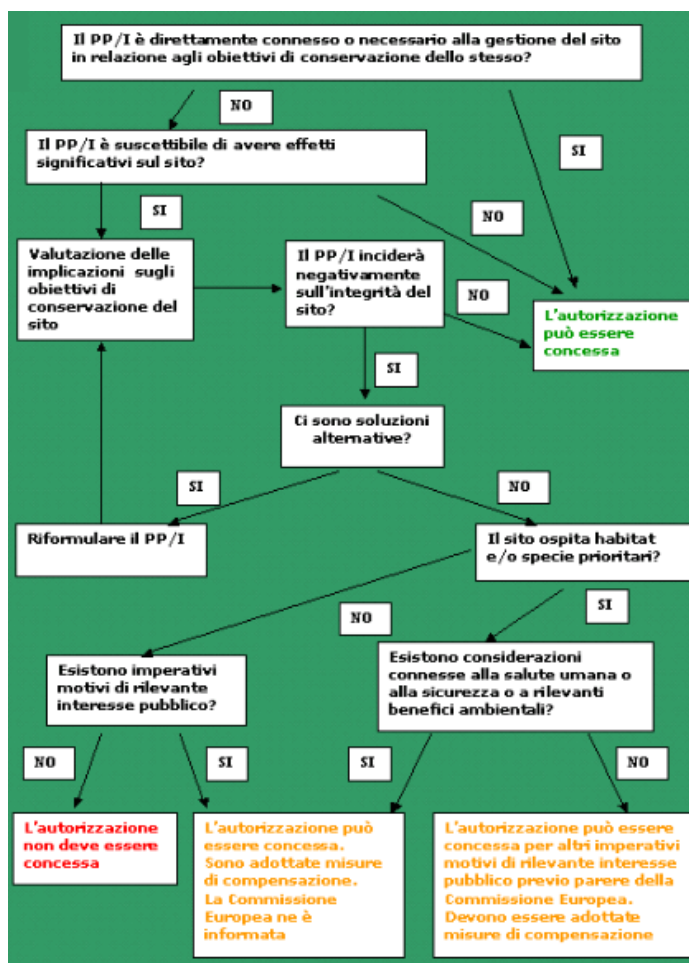 Il PP/I è direttamente connesso o necessario alla gestione del sito
in relazione agli obiettivi di conservazione dello stesso?
NO
SI
Il PP/I è suscettibile di avere effetti
significativi sul sito?
SI
NO
Valutazione delle
implicazioni sugli
obiettivi di
conservazione del
sito
Il PP/I inciderà
negativamente
sull'integrità del
sito?
NO
L'autorizzazione
può essere
concessa
SI
Ci sono soluzioni
alternative?
SI
NO
Riformulare il PP/I
Il sito ospita habitat
e/o specie prioritari?
NO
SI
Esistono imperativi
motivi di rilevante
interesse pubblico?
Esistono considerazioni
connesse alla salute umana o
alla sicurezza o a rilevanti
benefici ambientali?
NO
SI
SI
NO
L'autorizzazione
non deve essere
concessa
L'autorizzazione può
essere concessa.
Sono adottate misure
di compensazione.
La Commissione
Europea ne è
informata
L'autorizzazione può essere
concessa per altri imperativi
motivi di rilevante interesse
pubblico previo parere della
Commissione Europea.
Devono essere adottate
misure di compensazione